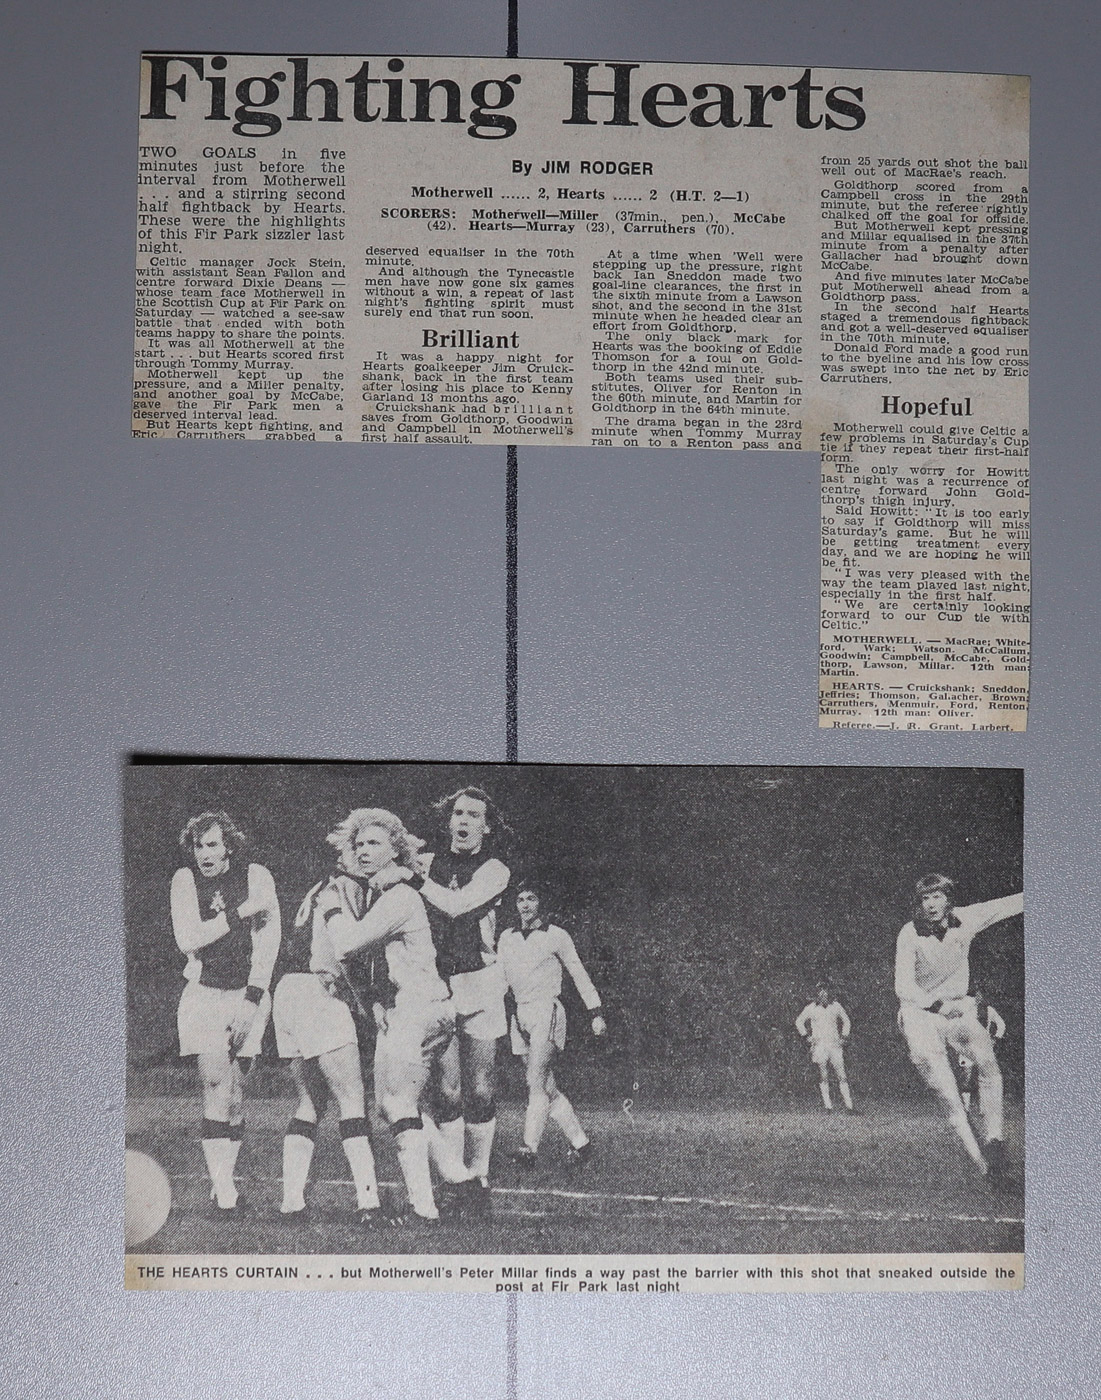 Fighting Hearts
TWO GOALS in five
minutes just before the
interval from Motherwell
. . . and a stirring second
half fightback by Hearts.
These were the highlights
of this Fir Park sizzler last
night.
Celtic manager Jock Stein,
with assistant Sean Fallon and
centre forward Dixie Deans —
whose team face Motherwell in
the Scottish Cup at Fir Park on
Saturday — watched a see-saw
battle that ended with both
teams happy to share the points.
It was all Motherwell at the
start . . . but Hearts scored first
through Tommy Murray.
Motherwell kept up the
pressure, and a Miller penalty,
and another goal by McCabe,
gave the Fir Park men a
deserved interval lead.
But Hearts kept fighting, and
Eric Carruthers grabbed a
By JIM RODGER
Motherwell ...... 2, Hearts ...... 2 (H.T. 2—1)
SCORERS: Motherwell—Miller (37min., pen.), McCabe
(42). Hearts—Murray (23), Carruthers (70).
deserved equaliser in the 70th
minute.
And although the Tynecastle
men have now gone six games
without a win, a repeat of last
night's fighting spirit must
surely end that run soon.
Brilliant
It was a happy night for
Hearts goalkeeper Jim Cruick-
shank, back in the first team
after losing his place to Kenny
Garland 13 months ago.
Cruickshank had brilliant
saves from Goldthorp, Goodwin
and Campbell in Motherwell's
first half assault.
At a time when 'Well were
stepping up the pressure, right
back Ian Sneddon made two
goal-line clearances, the first in
the sixth minute from a Lawson
shot, and the second in the 31st
minute when he headed clear an
effort from Goldthorp.
The only black mark for
Hearts was the booking of Eddie
Thomson for a foul on Gold-
thorp in the 42nd minute.
Both teams used their sub-
stitutes, Oliver for Renton in
the 60th minute, and Martin for
Goldthorp in the 64th minute.
The drama began in the 23rd
minute when Tommy Murray
ran on to a Renton pass and
from 25 yards out shot the ball
well out of MacRae's reach.
Goldthorp scored from a
Campbell cross in the 29th
minute, but the referee rightly
chalked off the goal for offside.
But Motherwell kept pressing
and Millar equalised in the 37th
minute from a penalty after
Gallacher had brought down
McCabe.
And five minutes later McCabe
put Motherwell ahead from a
Goldthorp pass.
In the second half Hearts
staged a tremendous fightback
and got a well-deserved equaliser
in the 70th minute.
Donald Ford made a good run
to the byeline and his low cross
was swept into the net by Eric
Carruthers.
Hopeful
Motherwell could give Celtic a
few problems in Saturday's Cup
tie if they repeat their first-half
form.
The only worry for Howitt
last night was a recurrence of
centre forward John Gold-
thorp's thigh injury.
Said Howitt: "It is too early
to say if Goldthorp will miss
Saturday's game. But he will
be getting treatment every
day, and we are hoping he will
be fit.
"I was very pleased with the
way the team played last night,
especially in the first half.
"We are certainly looking
forward to our Cup tie with
Celtic."
MOTHERWELL. — MacRae; White-
ford, Wark; Watson, McCallum,
Goodwin; Campbell, McCabe, Gold-
thorp, Lawson, Millar. 12th man:
Martin.
HEARTS. — Cruickshank; Sneddon,
Jeffries; Thomson, Gallacher, Brown;
Carruthers, Menmuir, Ford, Renton,
Murray. 12th man: Oliver.
Referee.—J. R. Grant, Larbert.
THE HEARTS CURTAIN . . . but Motherwell's Peter Millar finds a way past the barrier with this shot that sneaked outside the
post at Fir Park last night